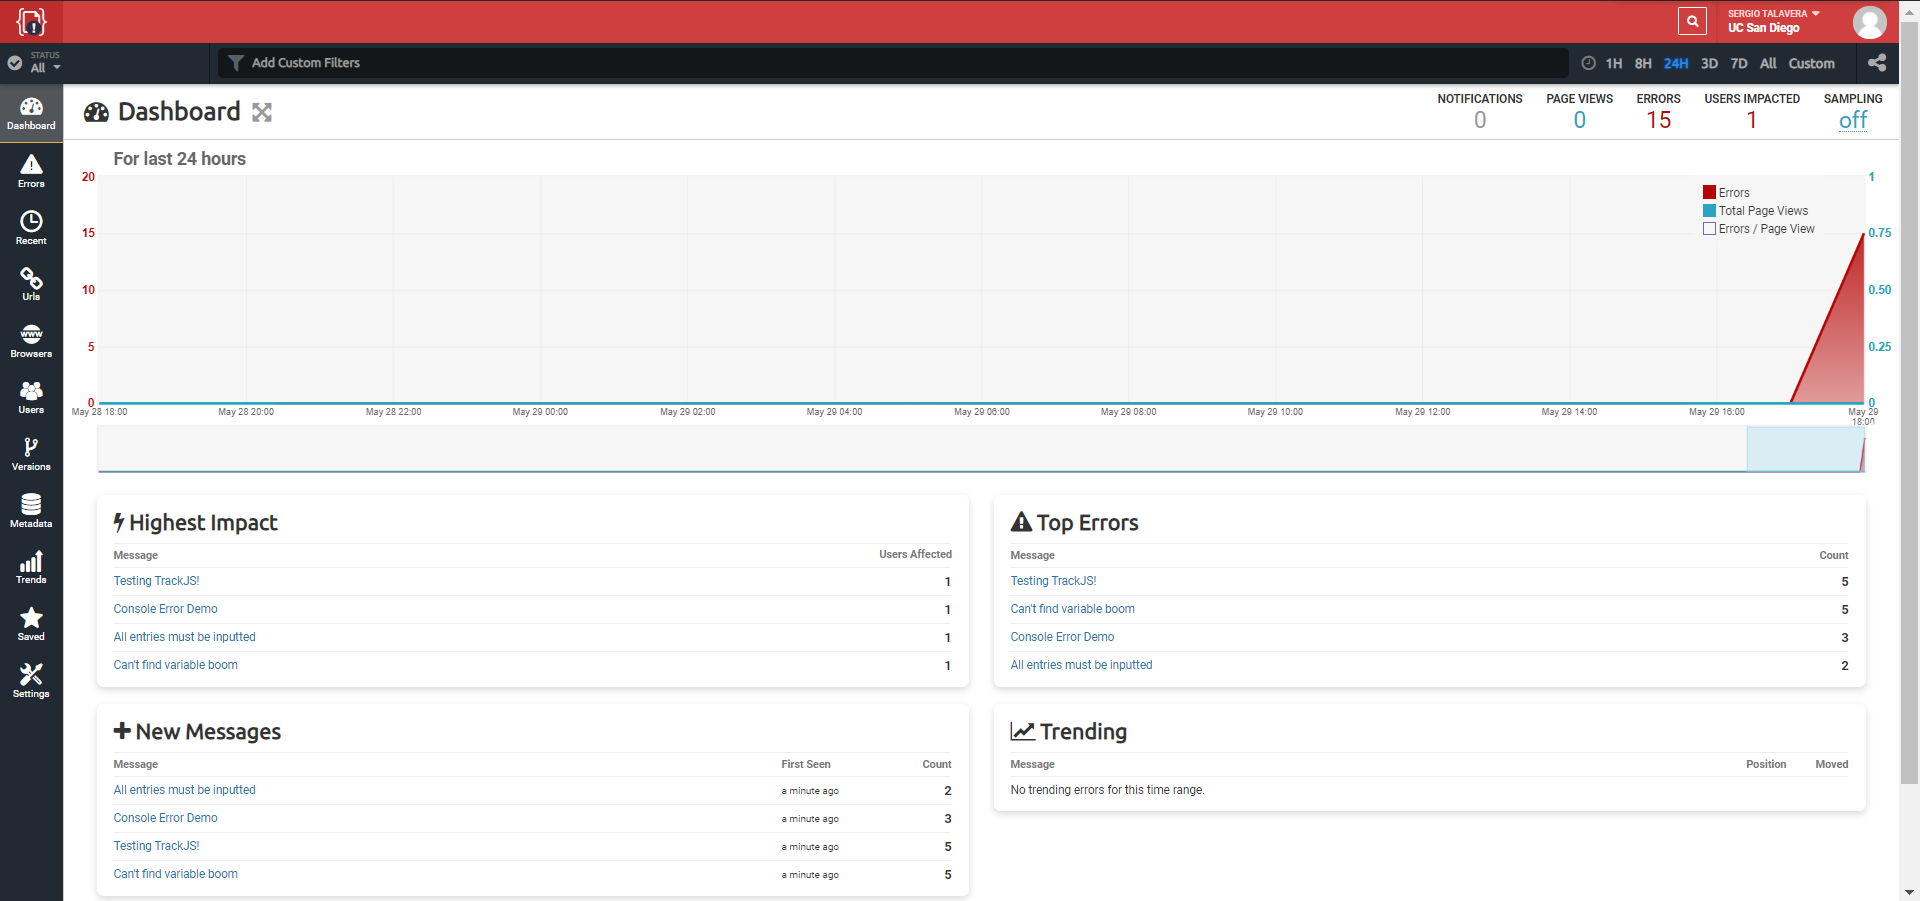 SERGIO TALAVERA
UC San Diego
STATUS
All
Add Custom Filters
1H 8H 24H 3D 7D All Custom
Dashboard
Errors
Recent
Urls
www
Browsers
Users
Versions
Metadata
Trends
Saved
Settings
Dashboard
NOTIFICATIONS PAGE VIEWS ERRORS USERS IMPACTED SAMPLING
0 0 15 1 off
For last 24 hours
20
15
10
5
0
1
0.75
0.50
0.25
0
Errors
Total Page Views
Errors / Page View
May 28 18:00 May 28 20:00 May 28 22:00 May 29 00:00 May 29 02:00 May 29 04:00 May 29 06:00 May 29 08:00 May 29 10:00 May 29 12:00 May 29 14:00 May 29 16:00 May 29 18:00
Highest Impact
Message Users Affected
Testing TrackJS! 1
Console Error Demo 1
All entries must be inputted 1
Can't find variable boom 1
Top Errors
Message Count
Testing TrackJS! 5
Can't find variable boom 5
Console Error Demo 3
All entries must be inputted 2
New Messages
Message First Seen Count
All entries must be inputted a minute ago 2
Console Error Demo a minute ago 3
Testing TrackJS! a minute ago 5
Can't find variable boom a minute ago 5
Trending
Message Position Moved
No trending errors for this time range.